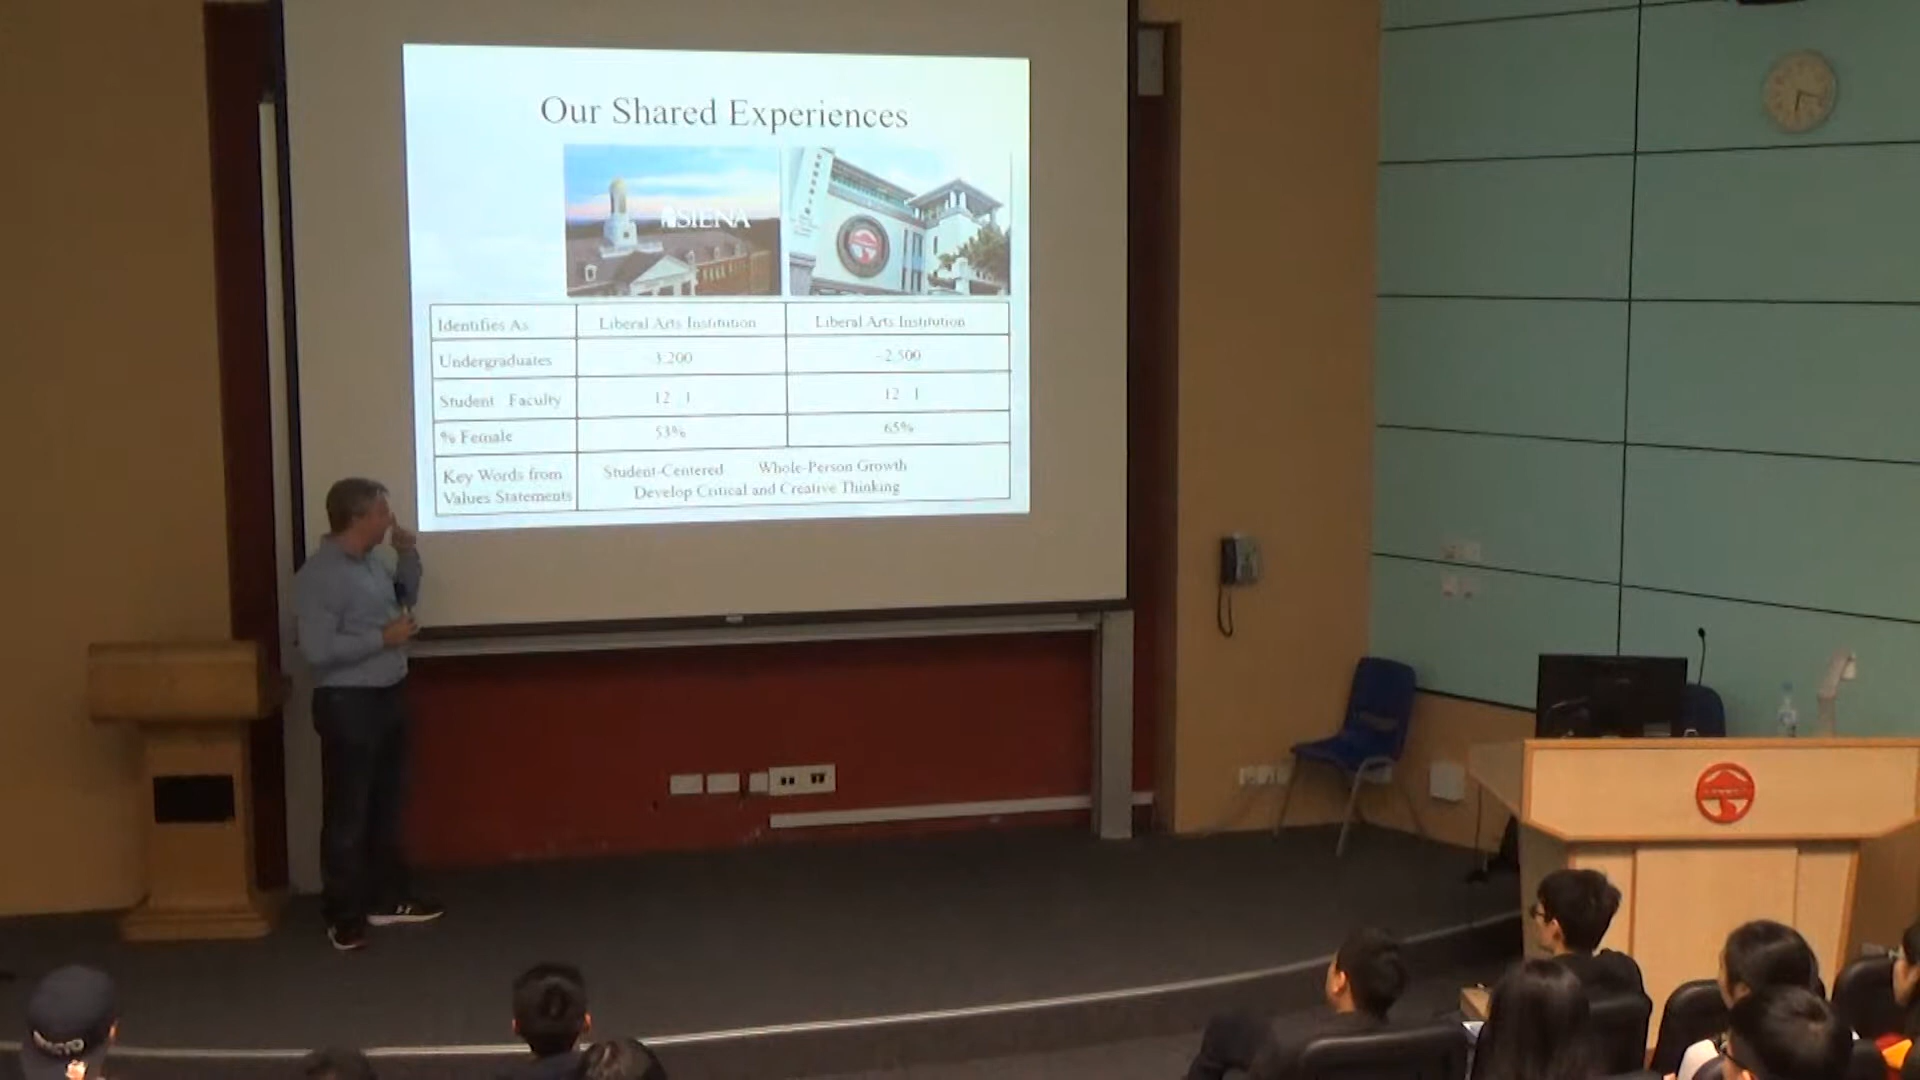 Our Shared Experiences
SIENA
Identifies As Liberal Arts Institution Liberal Arts Institution
Undergraduates ~3,200 ~2,500
Student : Faculty 12 : 1 12 : 1
% Female 53% 65%
Key Words from
Values Statements
Student-Centered Whole-Person Growth
Develop Critical and Creative Thinking